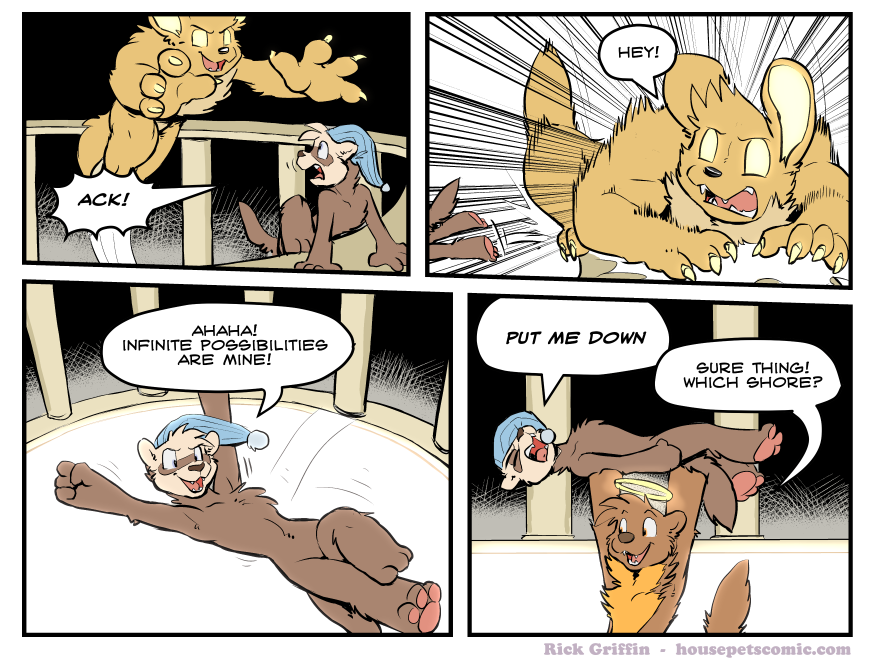 ACK!
HEY!
AHAHA!
INFINITE POSSIBILITIES
ARE MINE!
PUT ME DOWN
SURE THING!
WHICH SHORE?
Rick Griffin - housepetscomic.com